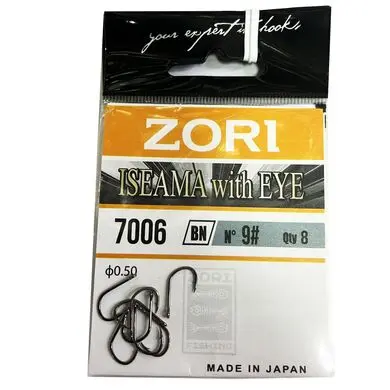 your expert in hooks,
ZORI
ISEAMA with EYE
7006 BN N° 9# Qty 8
φ0.50
ZORI
FISHING
MADE IN JAPAN